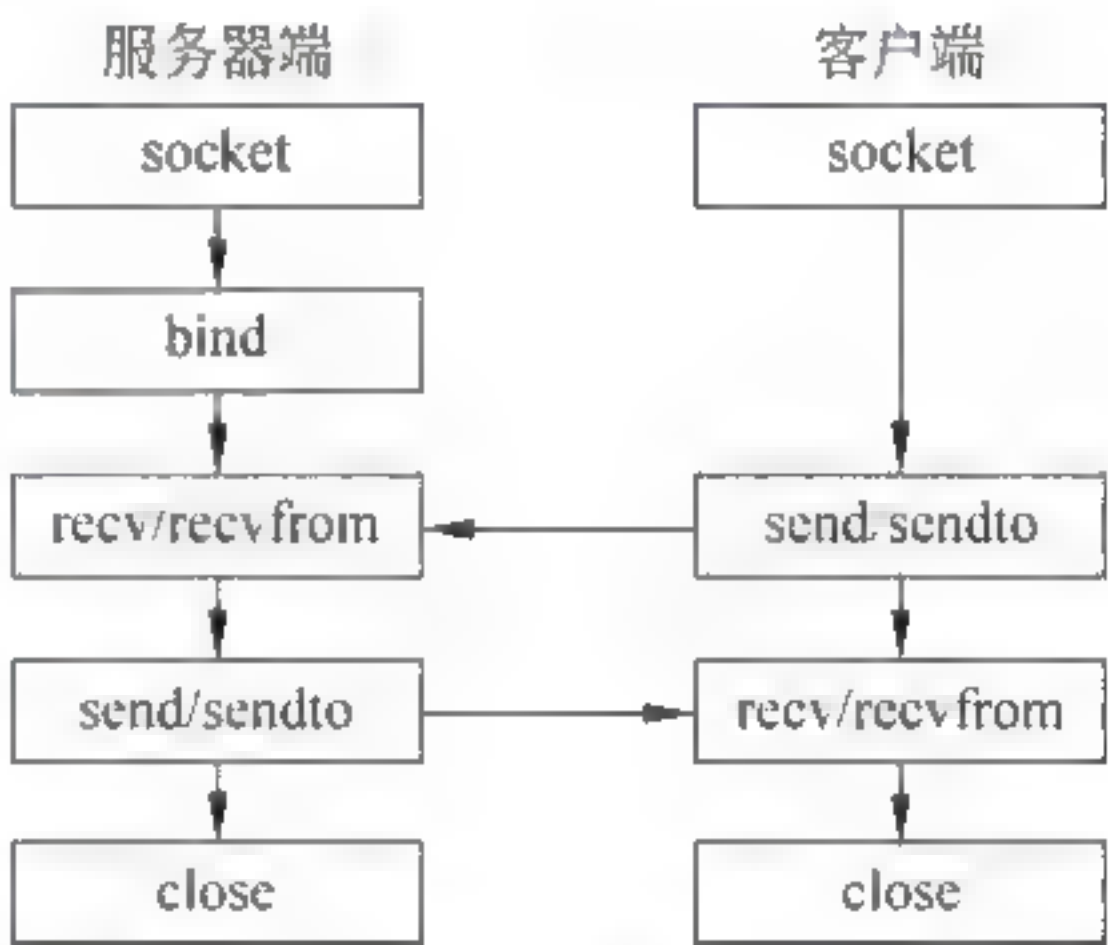 服务器端
客户端
socket
socket
bind
recv/recvfrom
send/sendto
send/sendto
recv/recvfrom
close
close